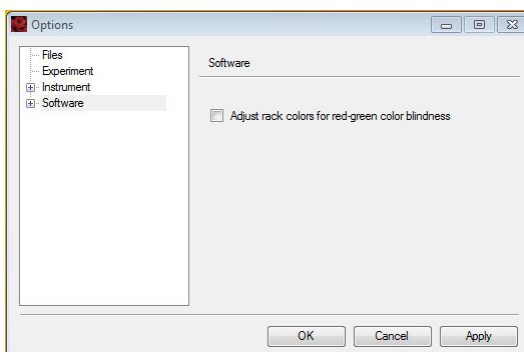 Options
Files
Experiment
Instrument
Software
Software
Adjust rack colors for red-green color blindness
OK Cancel Apply